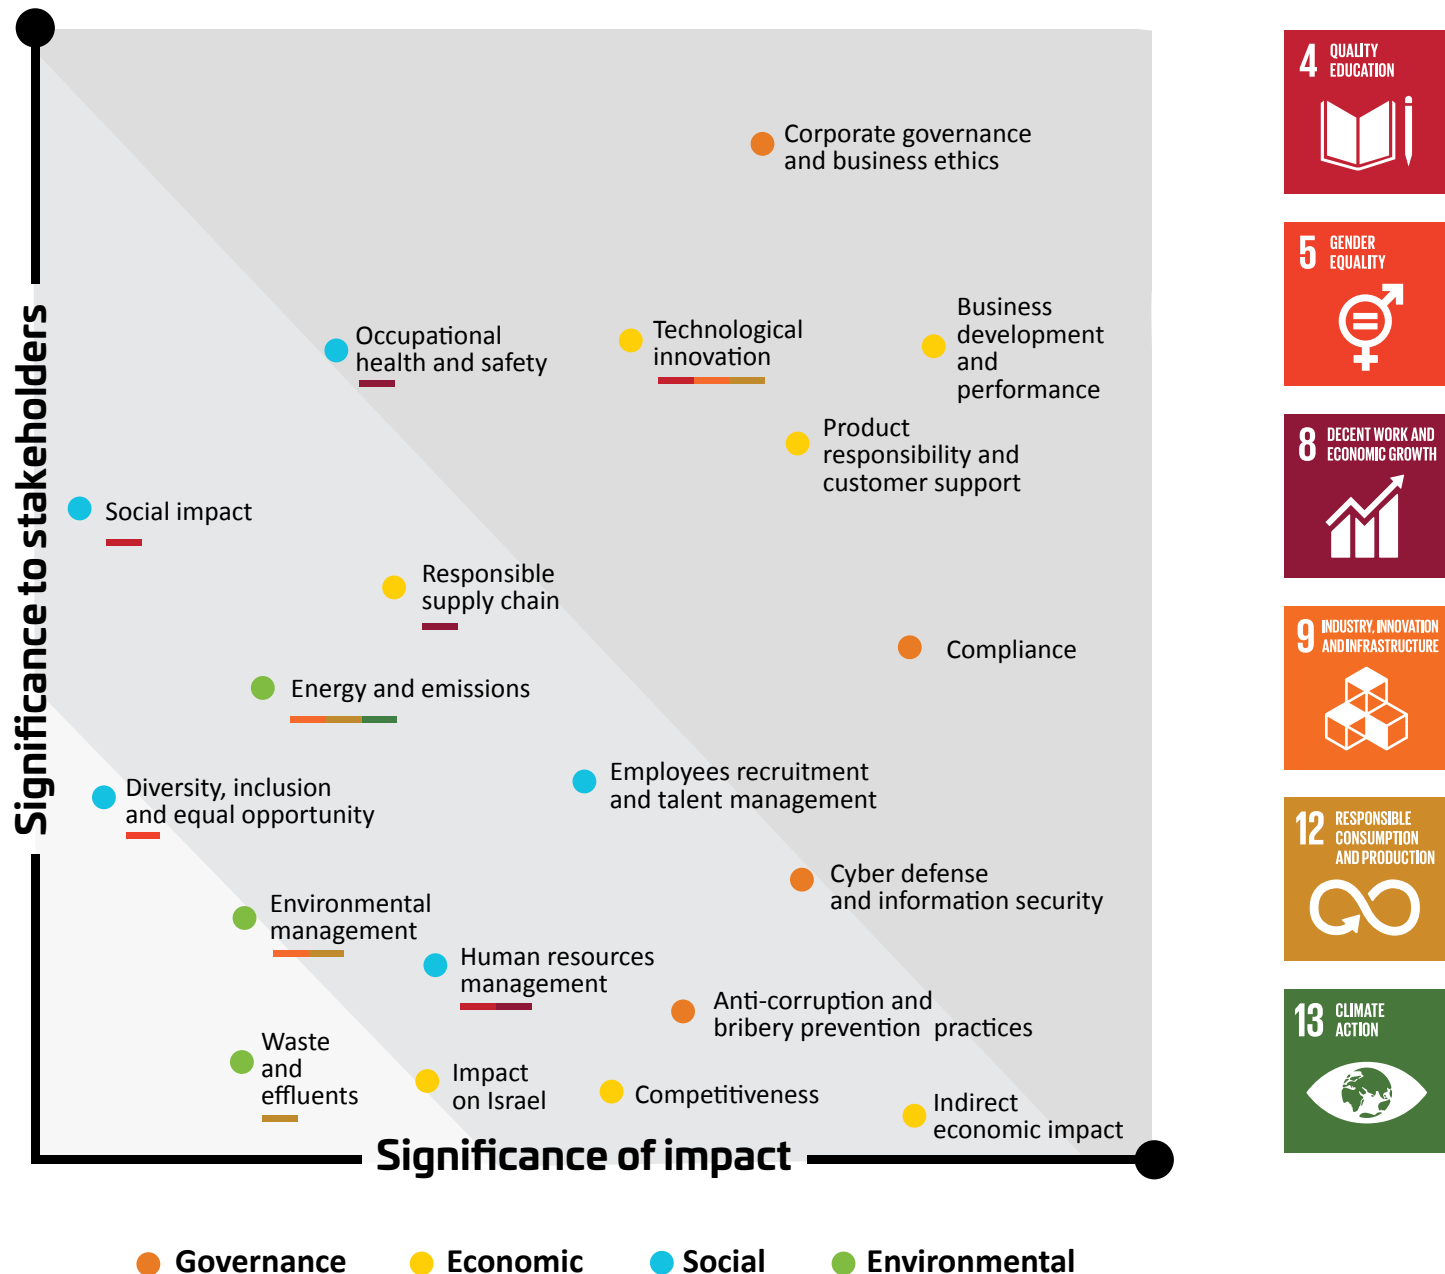 Significance to stakeholders
Corporate governance
and business ethics
Occupational
health and safety
Technological
innovation
Business
development
and
performance
Product
responsibility and
customer support
Social impact
Responsible
supply chain
Compliance
Energy and emissions
Diversity, inclusion
and equal opportunity
Employees recruitment
and talent management
Cyber defense
and information security
Environmental
management
Human resources
management
Anti-corruption and
bribery prevention practices
Waste
and
effluents
Impact
on Israel
Competitiveness
Indirect
economic impact
Significance of impact
Governance
Economic
Social
Environmental
4 QUALITY
EDUCATION
5 GENDER
EQUALITY
8 DECENT WORK AND
ECONOMIC GROWTH
9 INDUSTRY, INNOVATION
AND INFRASTRUCTURE
12 RESPONSIBLE
CONSUMPTION
AND PRODUCTION
13 CLIMATE
ACTION